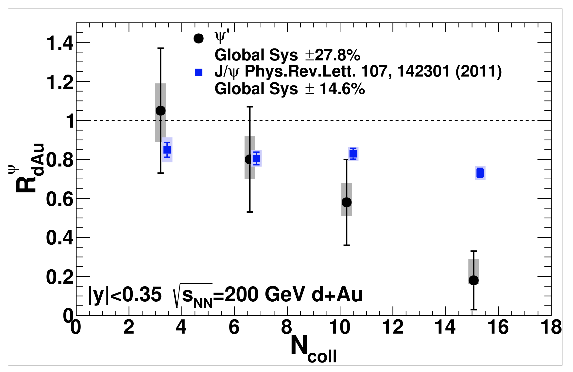 ψ'
Global Sys ±27.8%
J/ψ Phys.Rev.Lett. 107, 142301 (2011)
Global Sys ± 14.6%
1.4
1.2
1
0.8
0.6
0.4
0.2
0
R^ψ_dAu
|y|<0.35 √s_NN=200 GeV d+Au
0 2 4 6 8 10 12 14 16 18
N_coll